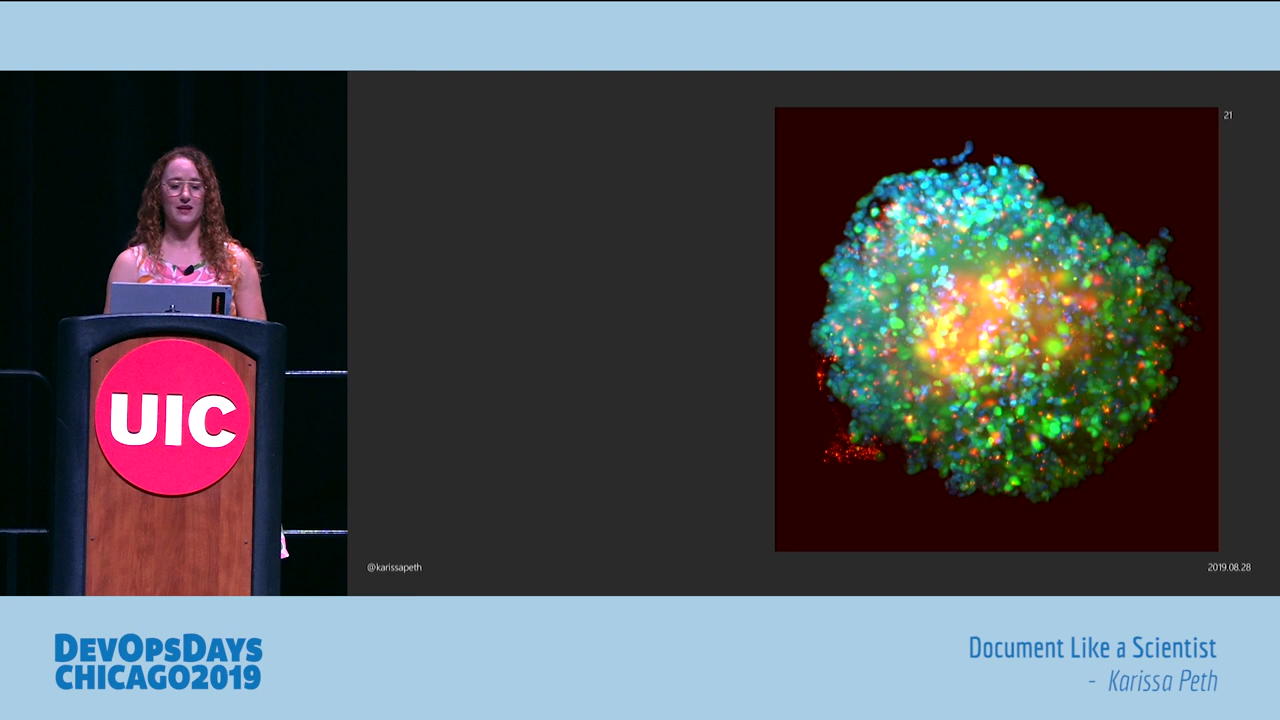 21
UIC
@karissapeth
2019.08.28
DEVOPSDAYS
CHICAGO2019
Document Like a Scientist
- Karissa Peth